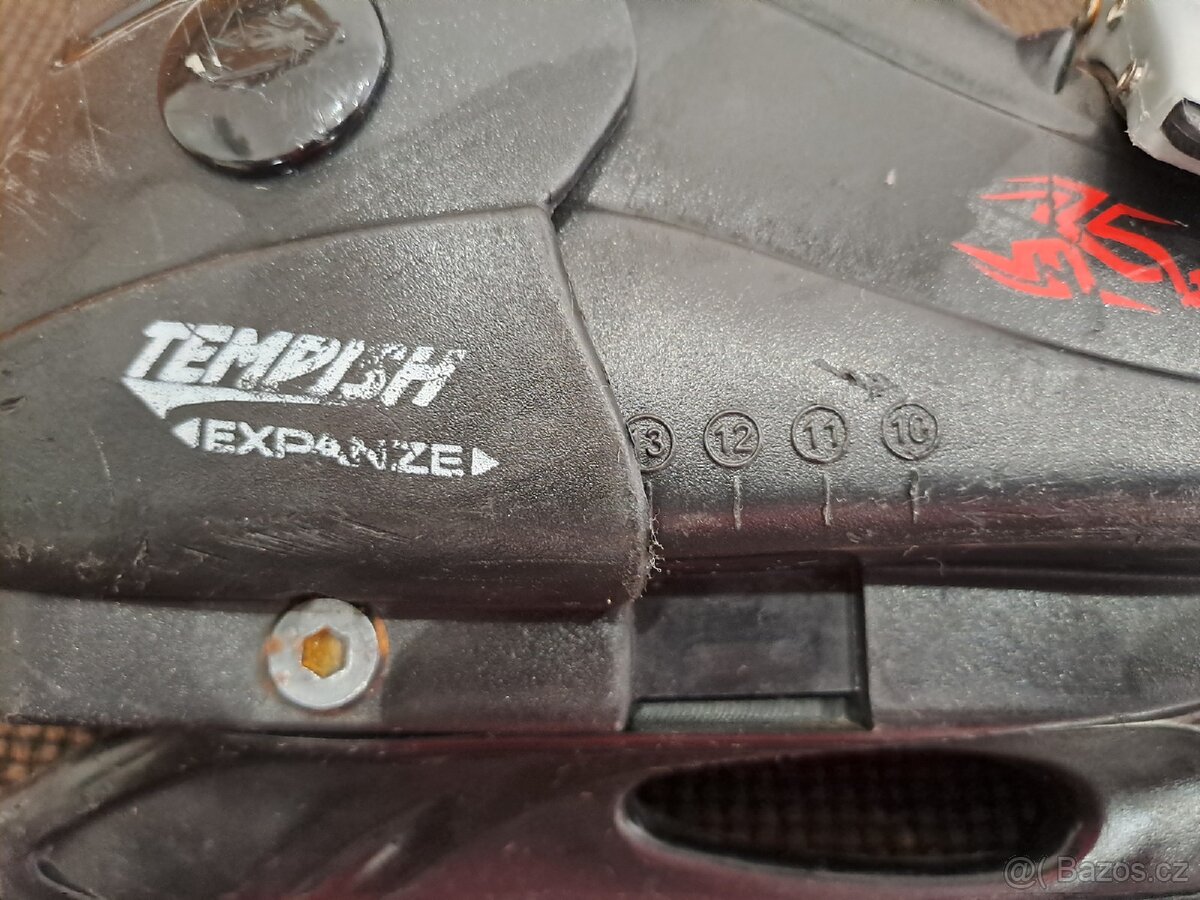 TEMPISH
EXPANZE
13 12 11 10
@( Bazos.cz